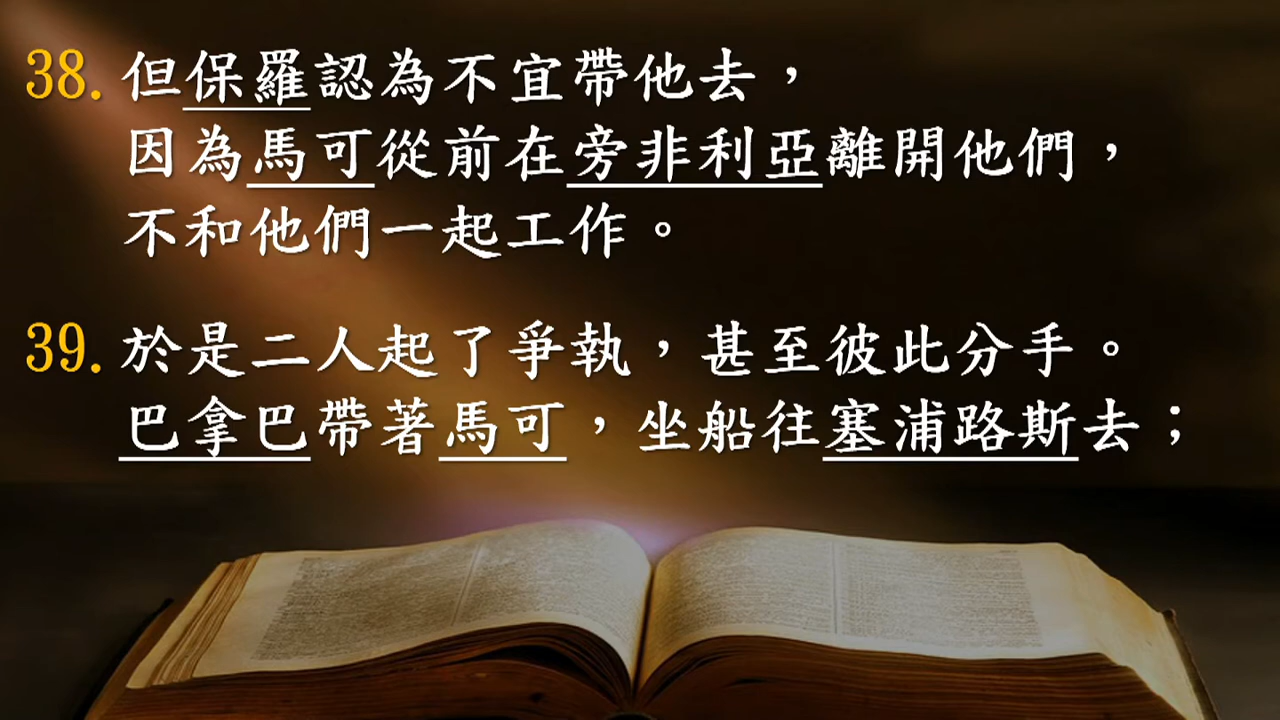 38. 但保羅認為不宜帶他去，
因為馬可從前在旁非利亞離開他們，
不和他們一起工作。
39. 於是二人起了爭執，甚至彼此分手。
巴拿巴帶著馬可，坐船往塞浦路斯去；